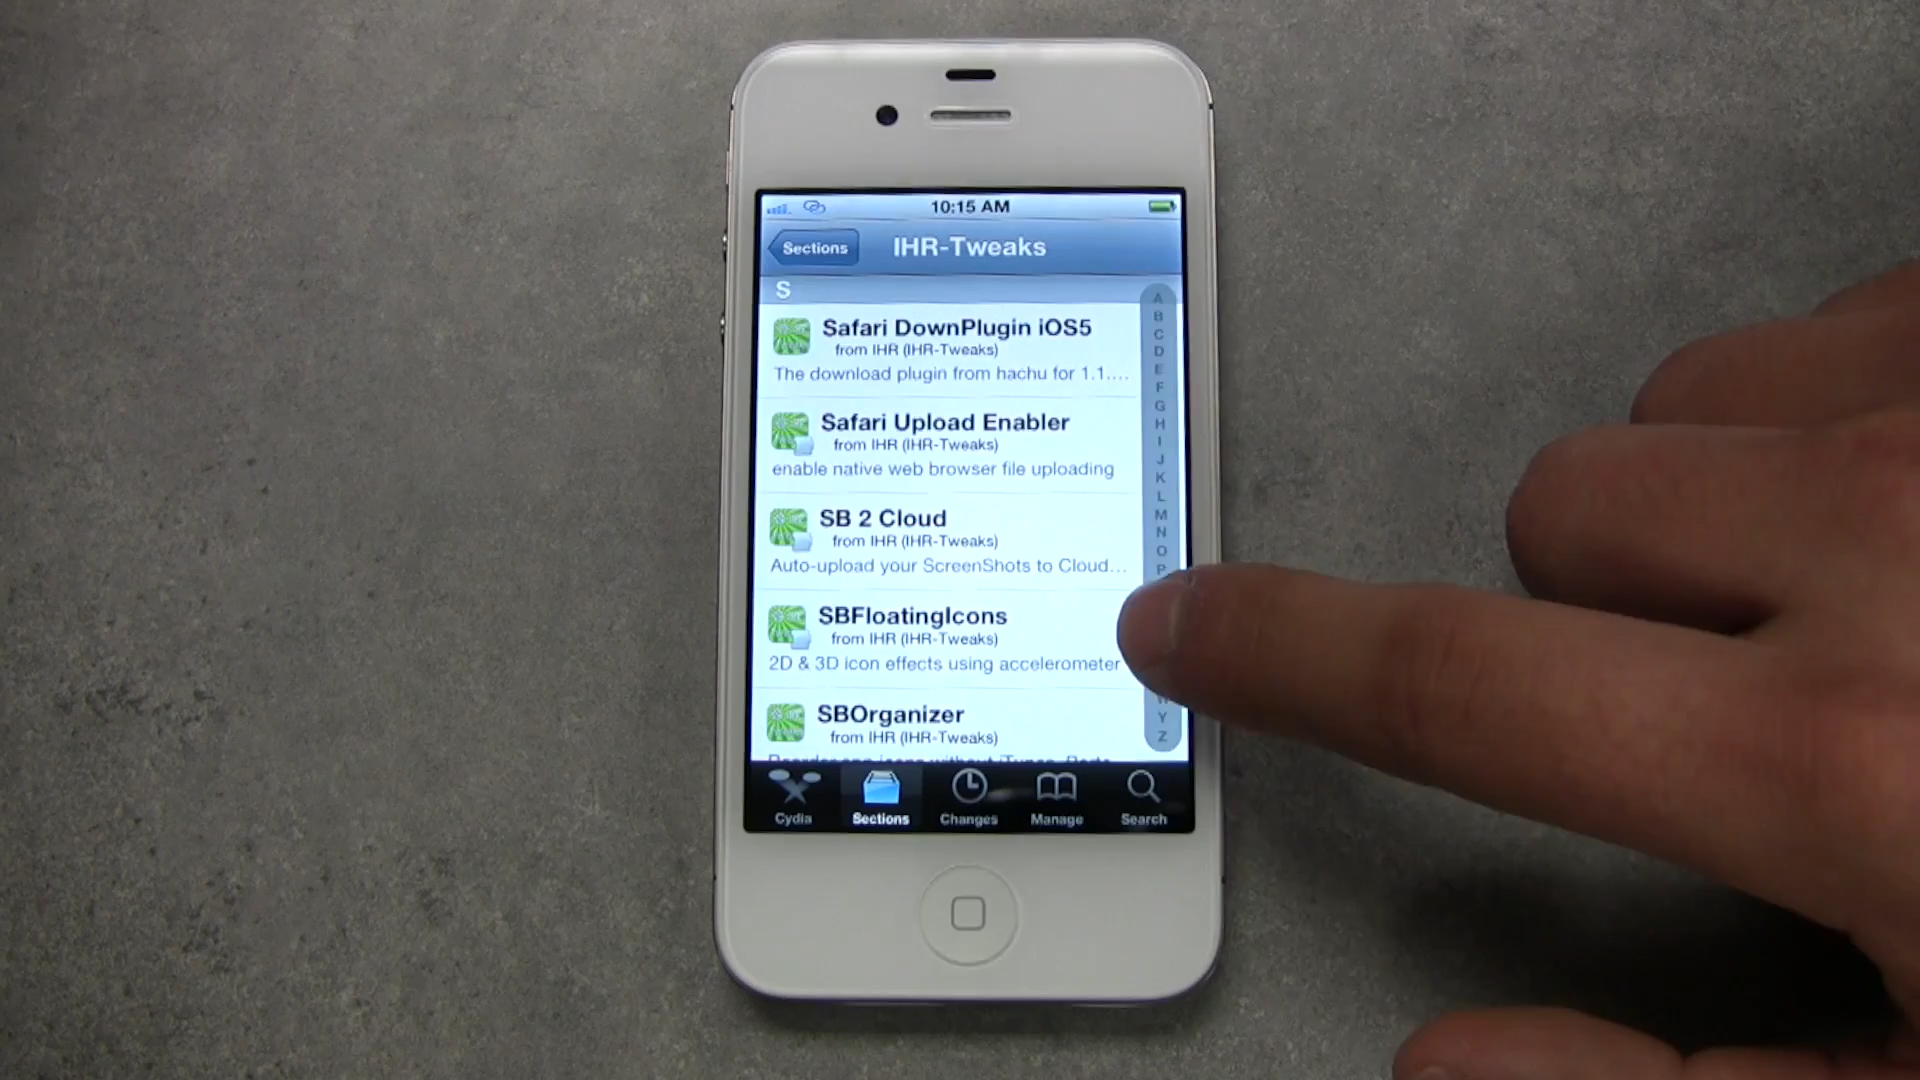 10:15 AM
Sections
IHR-Tweaks
S
Safari DownPlugin iOS5
from IHR (IHR-Tweaks)
The download plugin from hachu for 1.1....
Safari Upload Enabler
from IHR (IHR-Tweaks)
enable native web browser file uploading
SB 2 Cloud
from IHR (IHR-Tweaks)
Auto-upload your ScreenShots to Cloud...
SBFloatingIcons
from IHR (IHR-Tweaks)
2D & 3D icon effects using accelerometer
SBOrganizer
from IHR (IHR-Tweaks)
A
B
C
D
E
F
G
H
I
J
K
L
M
N
O
P
Y
Z
Cydia
Sections
Changes
Manage
Search